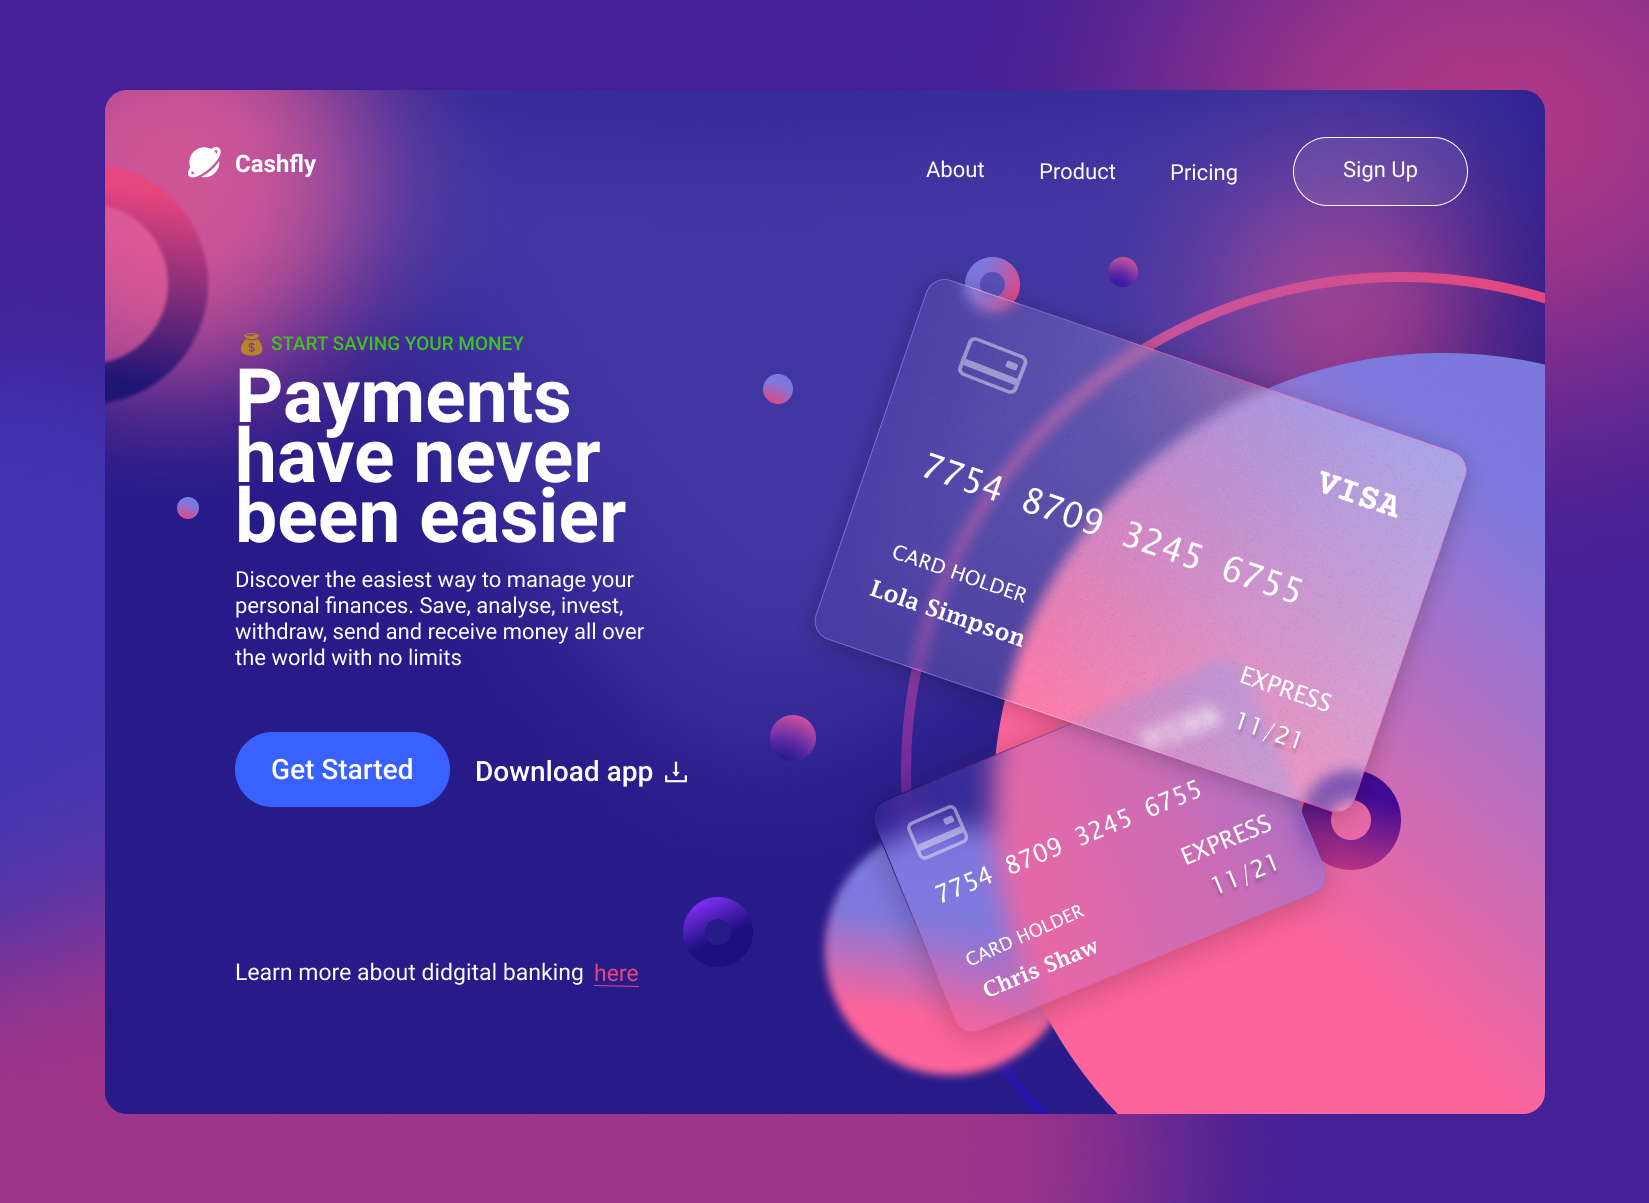 Cashfly
About
Product
Pricing
Sign Up
💰 START SAVING YOUR MONEY
Payments
have never
been easier
Discover the easiest way to manage your
personal finances. Save, analyse, invest,
withdraw, send and receive money all over
the world with no limits
Get Started
Download app
Learn more about didgital banking here
VISA
7754 8709 3245 6755
CARD HOLDER
Lola Simpson
EXPRESS
11/21
7754 8709 3245 6755
EXPRESS
11/21
CARD HOLDER
Chris Shaw